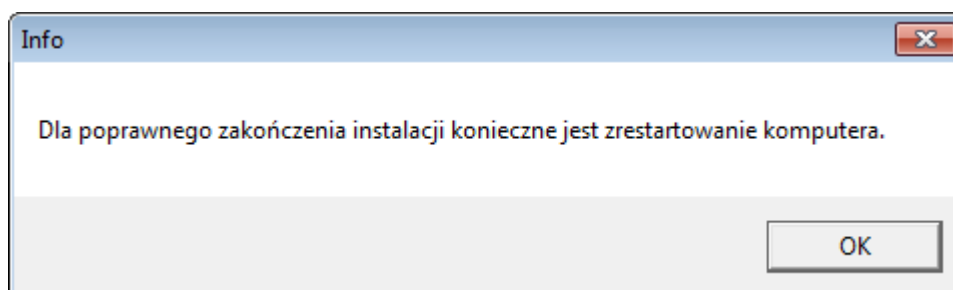 Info
Dla poprawnego zakończenia instalacji konieczne jest zrestartowanie komputera.
OK